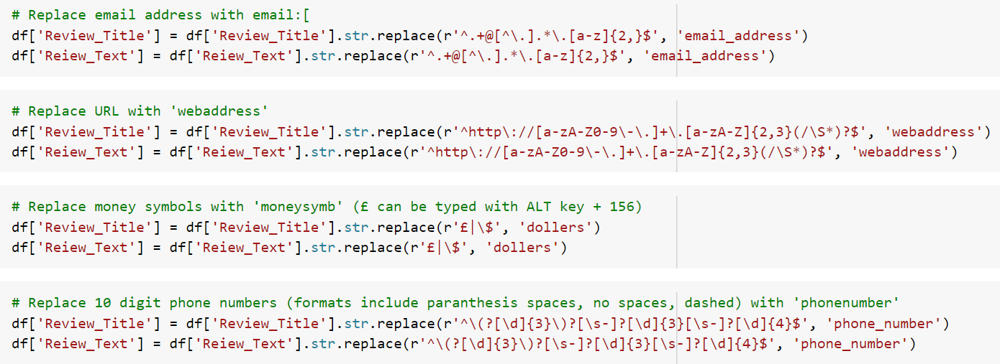 # Replace email address with email:[
df['Review_Title'] = df['Review_Title'].str.replace(r'^.+@[^\.].*\.[a-z]{2,}$', 'email_address')
df['Reiew_Text'] = df['Reiew_Text'].str.replace(r'^.+@[^\.].*\.[a-z]{2,}$', 'email_address')
# Replace URL with 'webaddress'
df['Review_Title'] = df['Review_Title'].str.replace(r'^http\://[a-zA-Z0-9\-\.]+\.[a-zA-Z]{2,3}(/\S*)?$', 'webaddress')
df['Reiew_Text'] = df['Reiew_Text'].str.replace(r'^http\://[a-zA-Z0-9\-\.]+\.[a-zA-Z]{2,3}(/\S*)?$', 'webaddress')
# Replace money symbols with 'moneysymb' (£ can be typed with ALT key + 156)
df['Review_Title'] = df['Review_Title'].str.replace(r'£|\$', 'dollers')
df['Reiew_Text'] = df['Reiew_Text'].str.replace(r'£|\$', 'dollers')
# Replace 10 digit phone numbers (formats include paranthesis spaces, no spaces, dashed) with 'phonenumber'
df['Review_Title'] = df['Review_Title'].str.replace(r'^\(?[\d]{3}\)?[\s-]?[\d]{3}[\s-]?[\d]{4}$', 'phone_number')
df['Reiew_Text'] = df['Reiew_Text'].str.replace(r'^\(?[\d]{3}\)?[\s-]?[\d]{3}[\s-]?[\d]{4}$', 'phone_number')